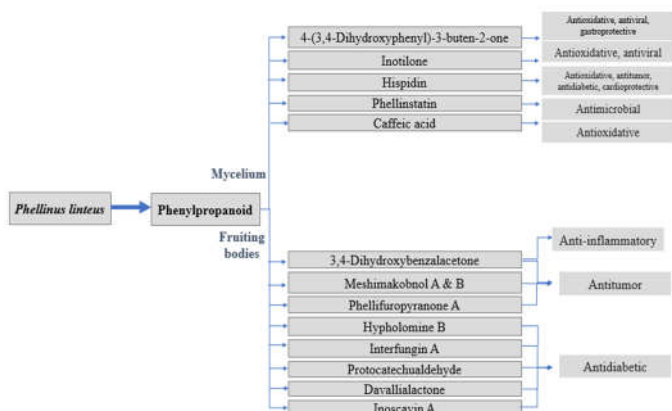 4-(3,4-Dihydroxyphenyl)-3-buten-2-one
Antioxidative, antiviral,
gastroprotective
Inotilone
Antioxidative, antiviral
Hispidin
Antioxidative, antitumor,
antidiabetic, cardioprotective
Phellinstatin
Antimicrobial
Caffeic acid
Antioxidative
Mycelium
Phellinus linteus
Phenylpropanoid
Fruiting
bodies
Anti-inflammatory
3,4-Dihydroxybenzalacetone
Meshimakobnol A & B
Antitumor
Phellifuropyranone A
Hypholomine B
Interfungin A
Protocatechualdehyde
Antidiabetic
Davallialactone
Inoscavin A